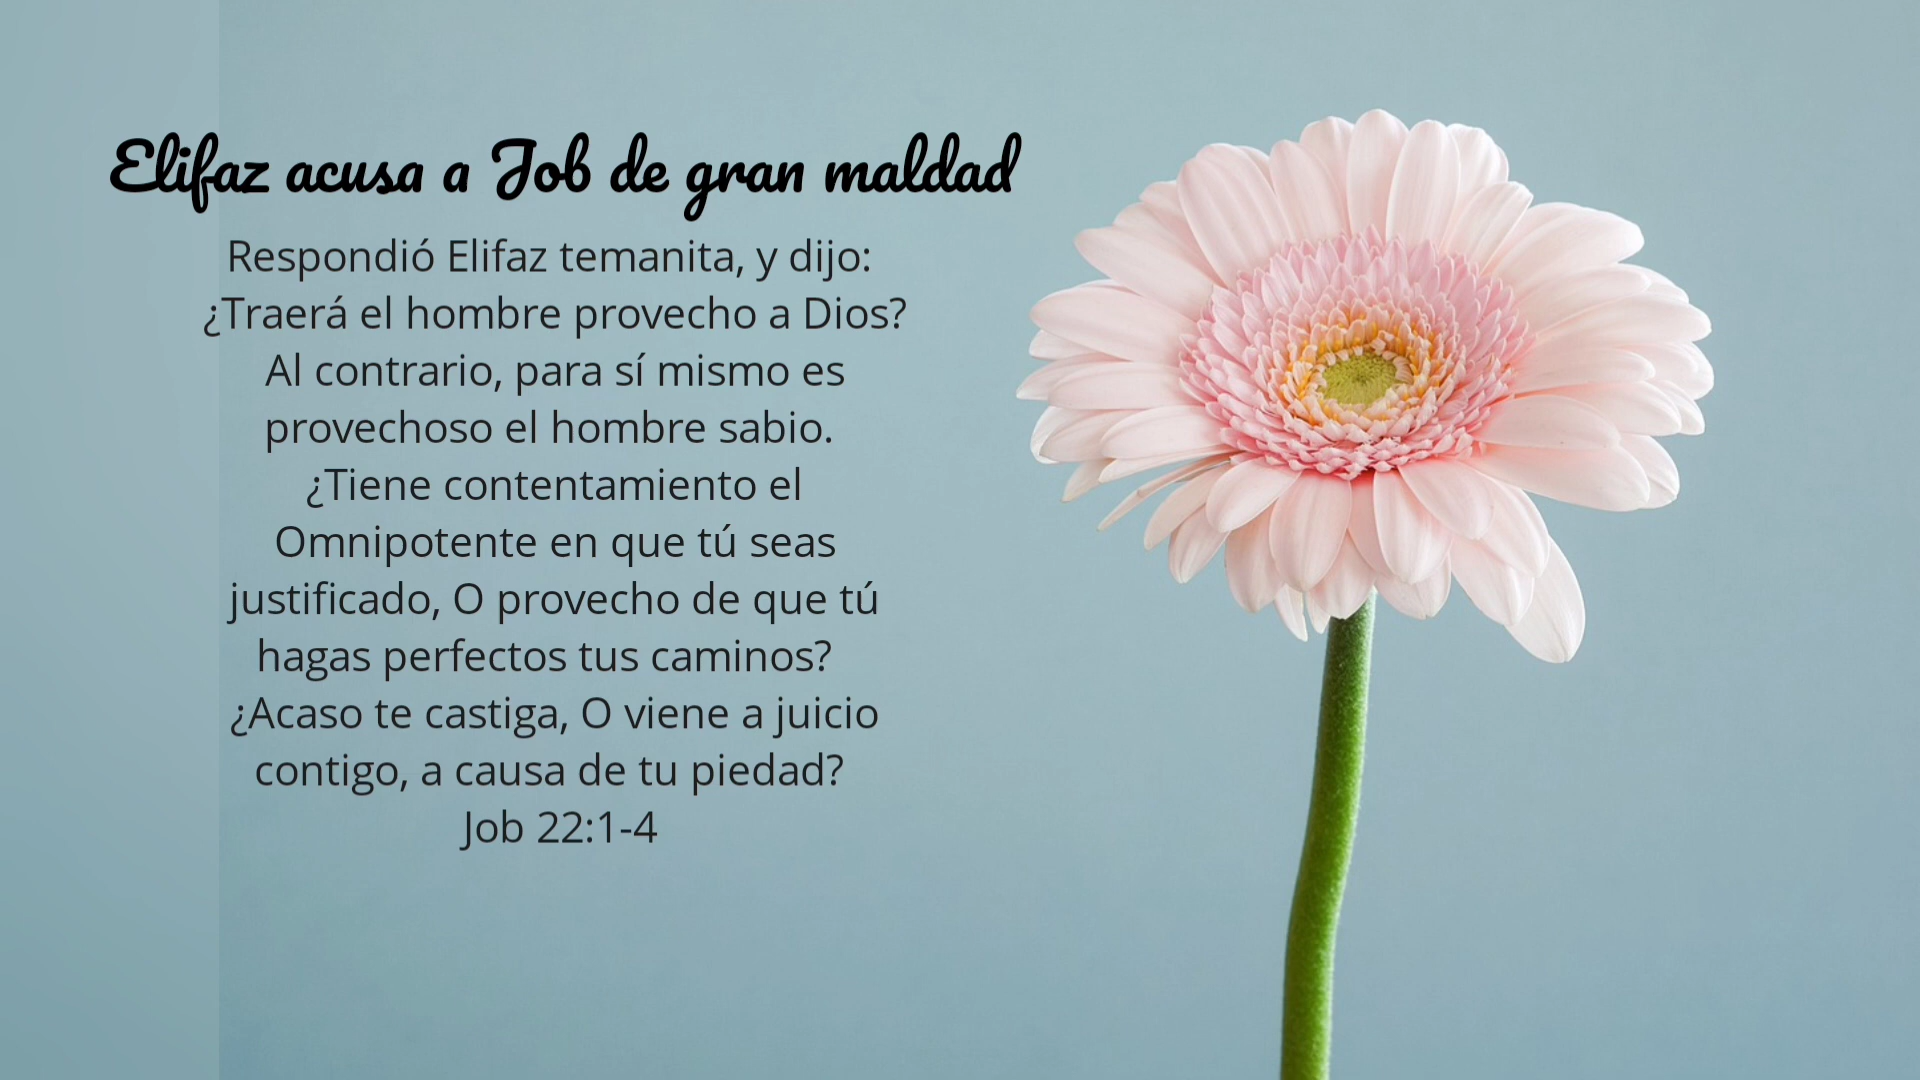 Elifaz acusa a Job de gran maldad
Respondió Elifaz temanita, y dijo:
¿Traerá el hombre provecho a Dios?
Al contrario, para sí mismo es
provechoso el hombre sabio.
¿Tiene contentamiento el
Omnipotente en que tú seas
justificado, O provecho de que tú
hagas perfectos tus caminos?
¿Acaso te castiga, O viene a juicio
contigo, a causa de tu piedad?
Job 22:1-4